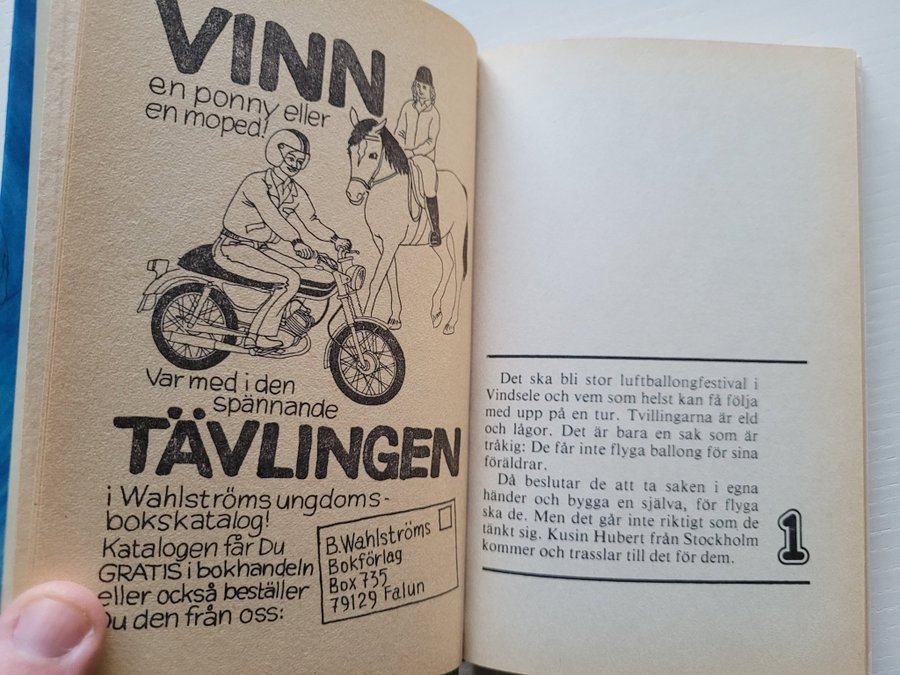 VINN
en ponny eller
en moped!
Var med i den
spännande
TÄVLINGEN
i Wahlströms ungdoms-
bokskatalog!
Katalogen får Du
GRATIS i bokhandeln
eller också beställer
Du den från oss:
B.Wahlströms
Bokförlag
Box 735
79129 Falun
Det ska bli stor luftballongfestival i
Vindsele och vem som helst kan få följa
med upp på en tur. Tvillingarna är eld
och lågor. Det är bara en sak som är
tråkig: De får inte flyga ballong för sina
föräldrar.
Då beslutar de att ta saken i egna
händer och bygga en själva, för flyga
ska de. Men det går inte riktigt som de
tänkt sig. Kusin Hubert från Stockholm
kommer och trasslar till det för dem.
1